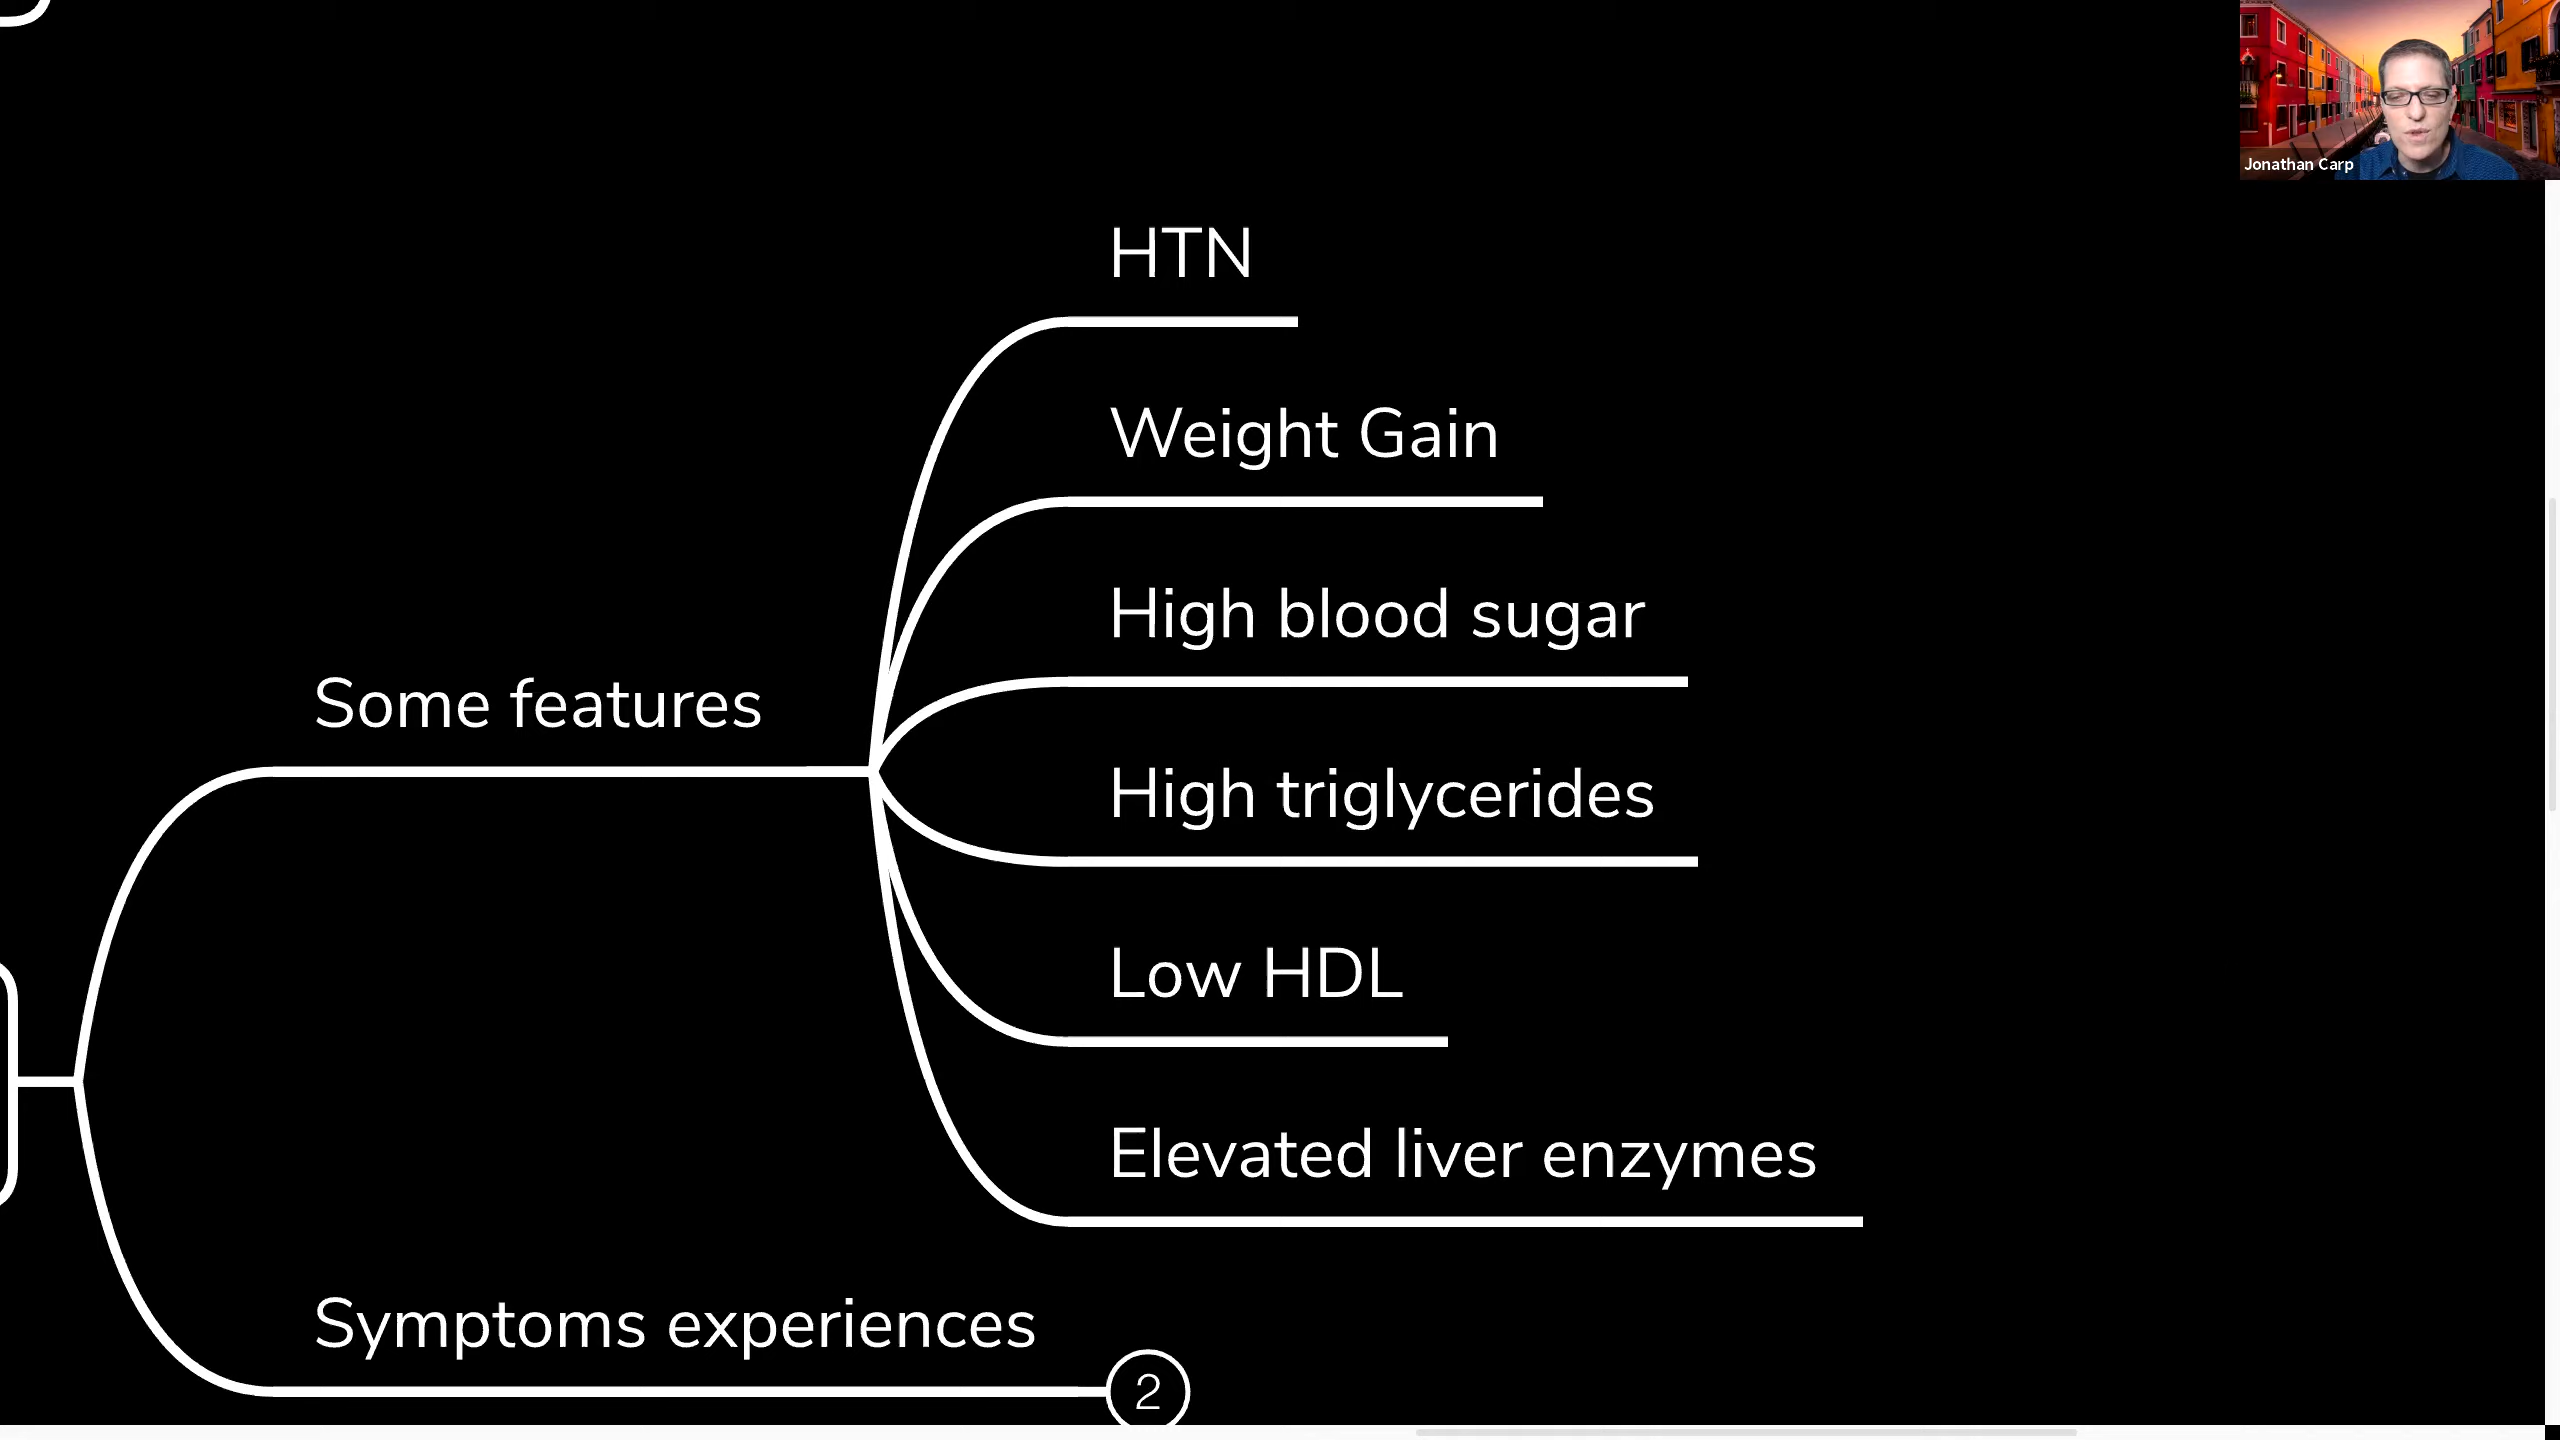 Jonathan Carp
HTN
Weight Gain
High blood sugar
Some features
High triglycerides
Low HDL
Elevated liver enzymes
Symptoms experiences
2